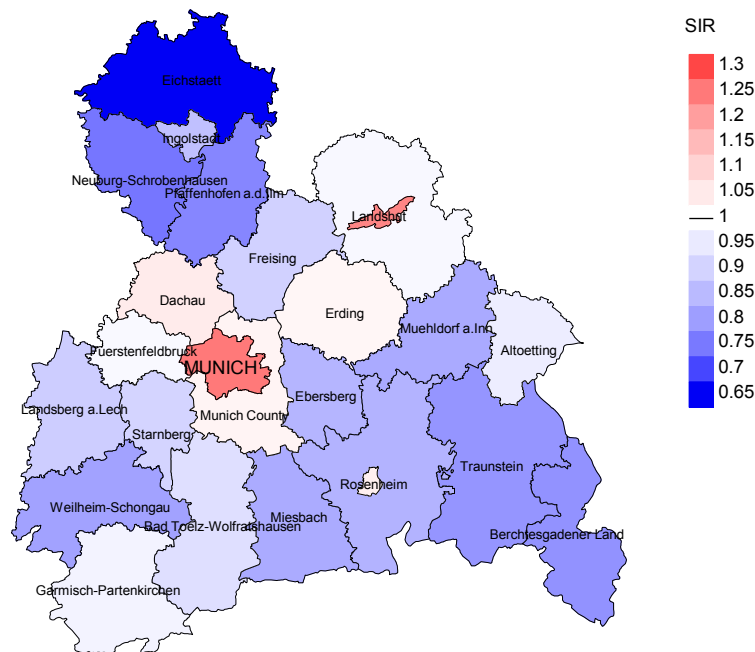 SIR
1.3
1.25
1.2
1.15
1.1
1.05
1
0.95
0.9
0.85
0.8
0.75
0.7
0.65
Eichstaett
Ingolstadt
Neuburg-Schrobenhausen
Pfaffenhofen a.d.Ilm
Landshut
Freising
Dachau
Erding
Muehldorf a.Inn
Fuerstenfeldbruck
Altoetting
MUNICH
Ebersberg
Landsberg a.Lech
Munich County
Starnberg
Traunstein
Rosenheim
Weilheim-Schongau
Miesbach
Bad Toelz-Wolfratshausen
Berchtesgadener Land
Garmisch-Partenkirchen